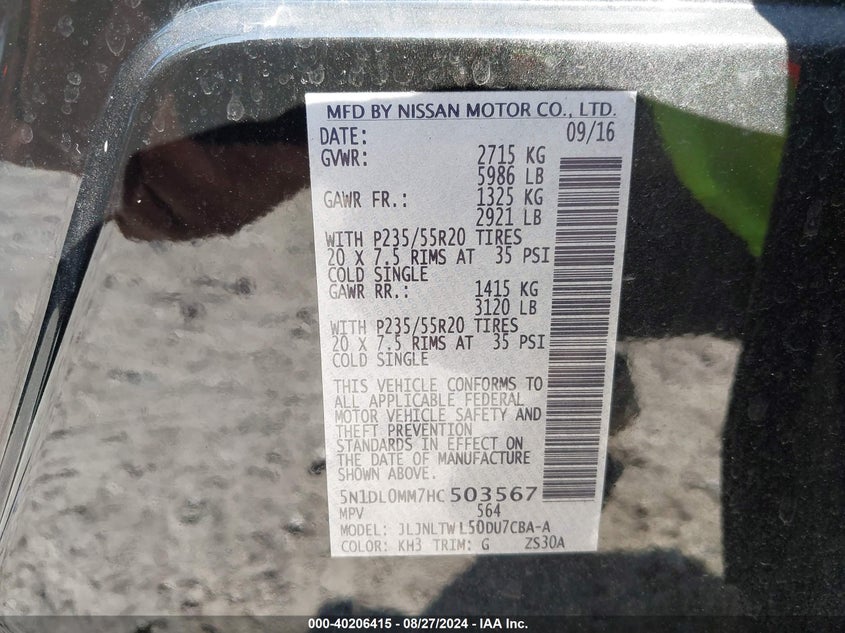 MFD BY NISSAN MOTOR CO., LTD.
DATE: 09/16
GVWR: 2715 KG
5986 LB
GAWR FR.: 1325 KG
2921 LB
WITH P235/55R20 TIRES
20 X 7.5 RIMS AT 35 PSI
COLD SINGLE
GAWR RR.: 1415 KG
3120 LB
WITH P235/55R20 TIRES
20 X 7.5 RIMS AT 35 PSI
COLD SINGLE
THIS VEHICLE CONFORMS TO
ALL APPLICABLE FEDERAL
MOTOR VEHICLE SAFETY AND
THEFT PREVENTION
STANDARDS IN EFFECT ON
THE DATE OF MANUFACTURE
SHOWN ABOVE.
5N1DL0MM7HC503567
MPV 564
MODEL: JLJNLTWL50DU7CBA-A
COLOR: KH3 TRIM: G ZS30A
000-40206415 - 08/27/2024 - IAA Inc.